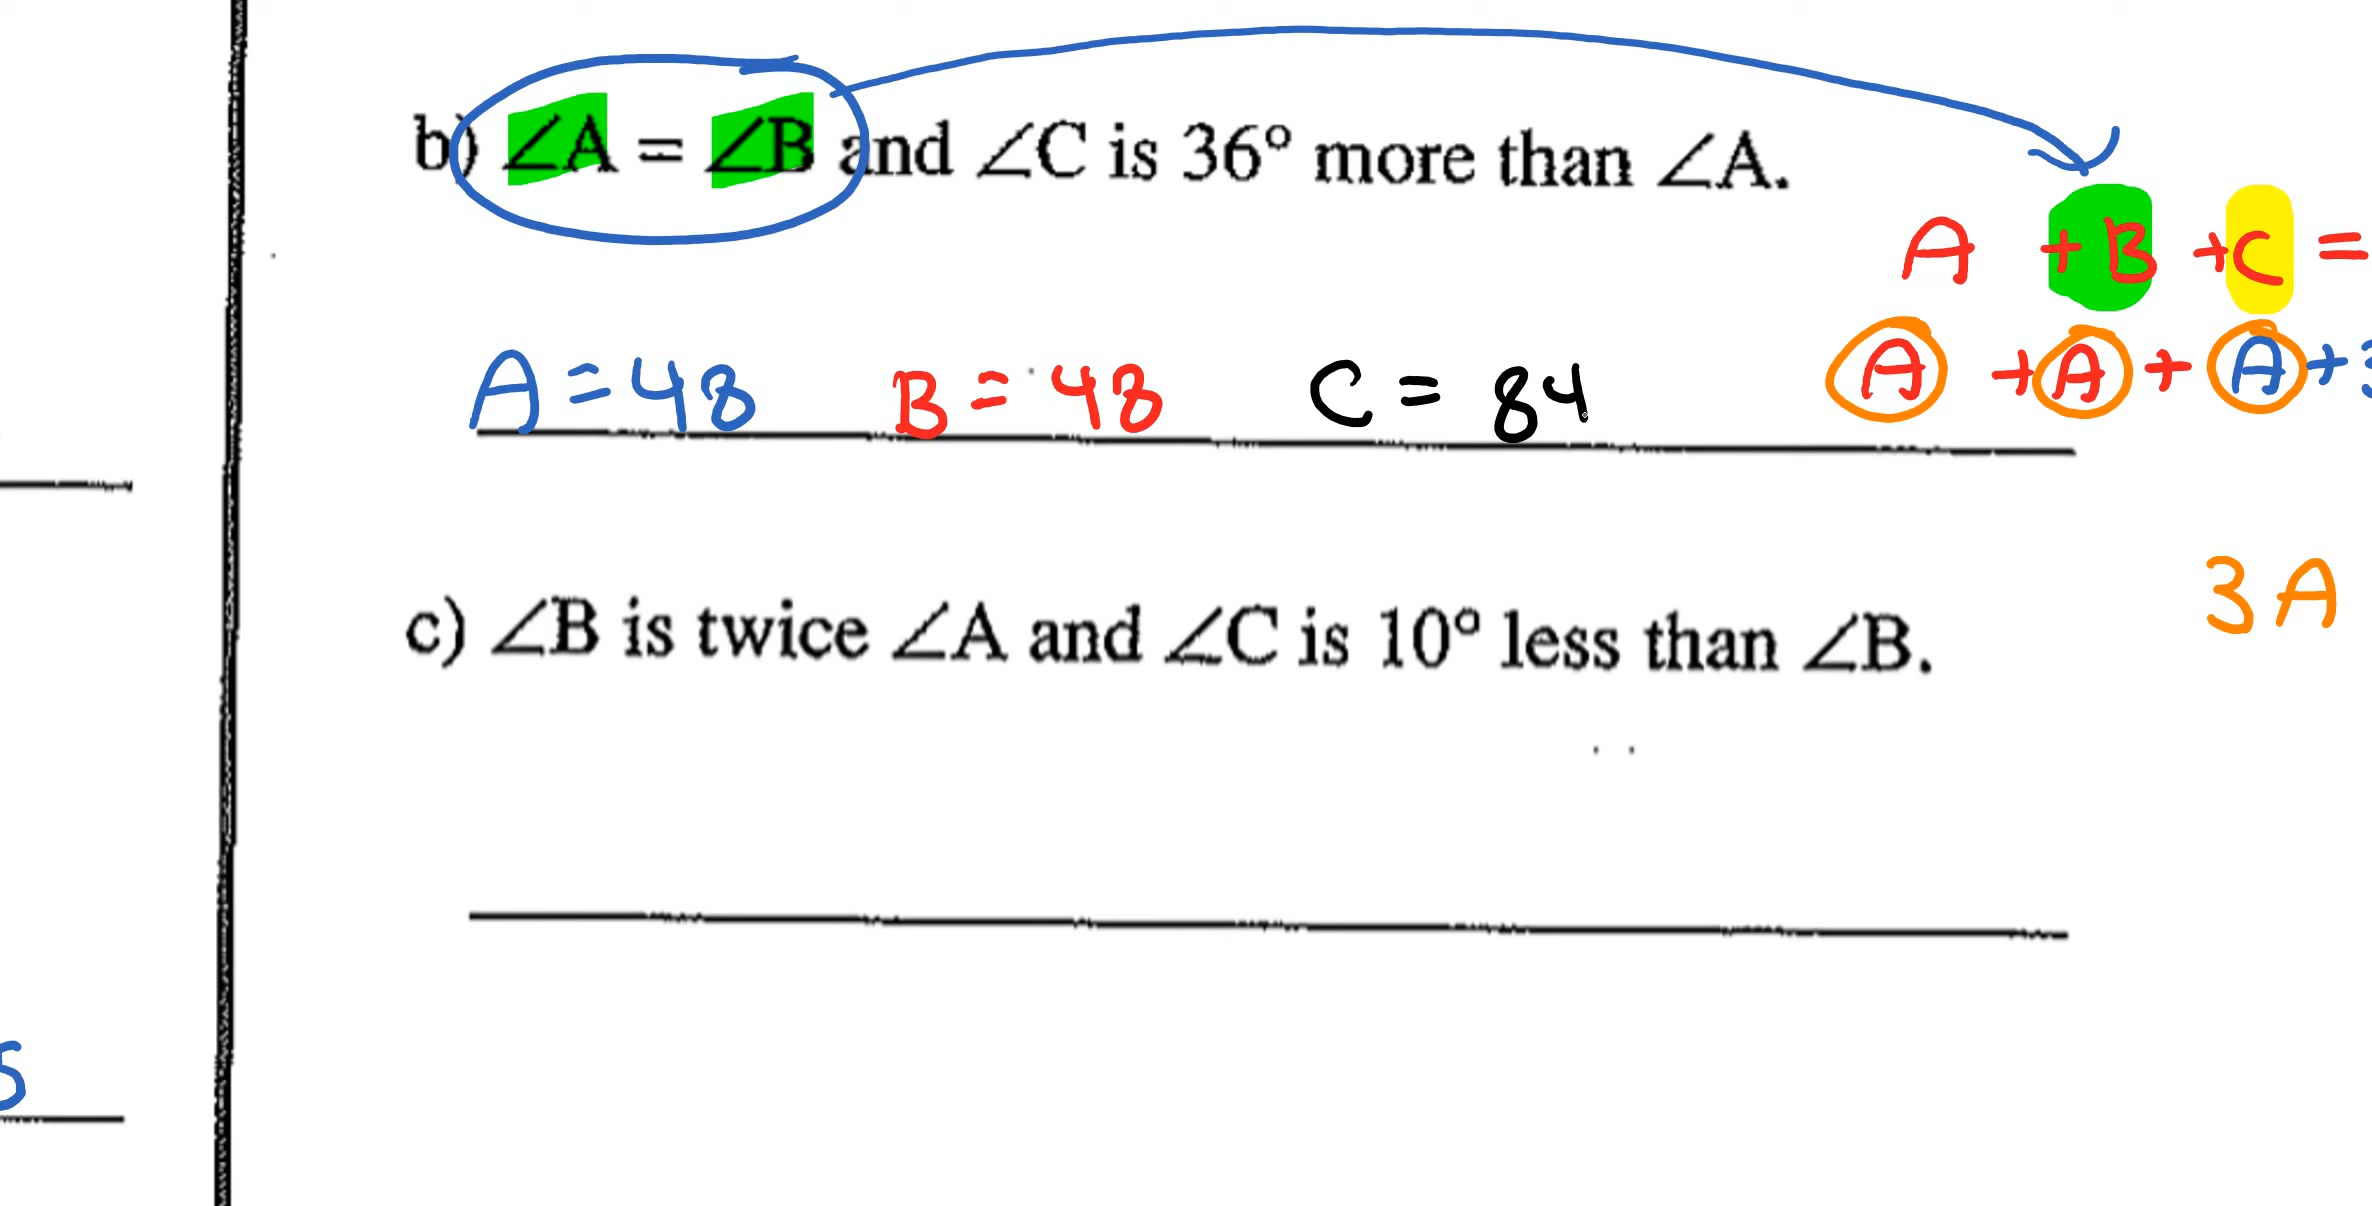 b) ∠A = ∠B and ∠C is 36° more than ∠A.
A + B + C =
A = 48 B = 48 C = 84
A + A + A +
c) ∠B is twice ∠A and ∠C is 10° less than ∠B.
3A
5